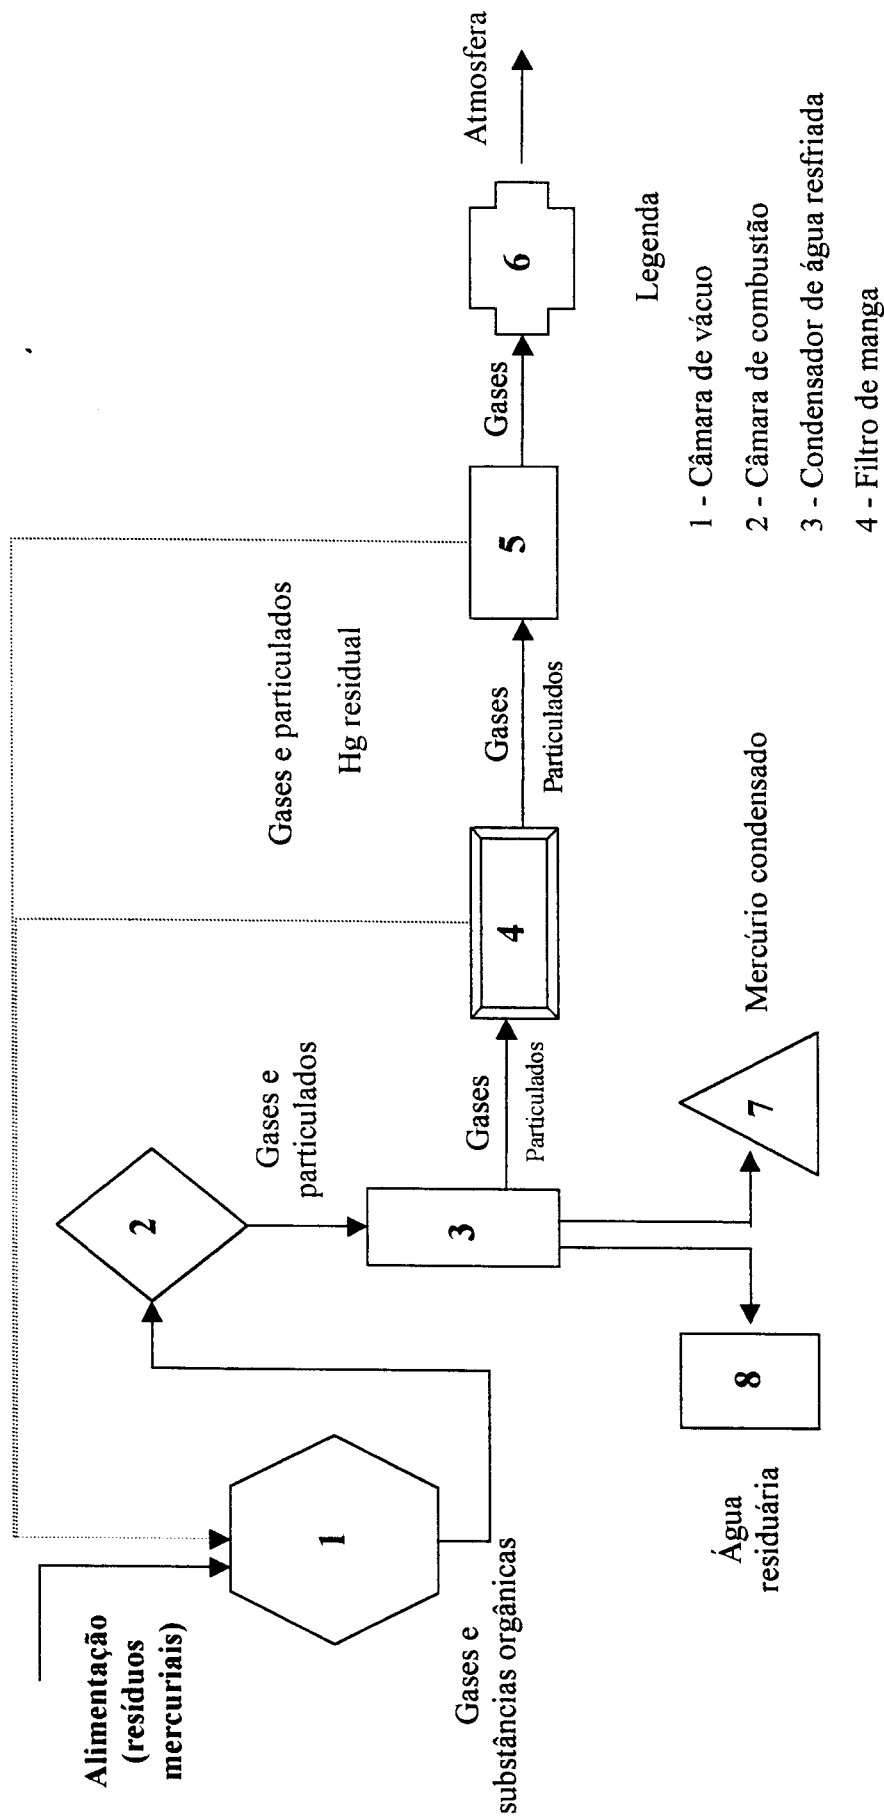 Alimentação
(resíduos
mercuriais)
1
Gases e
substâncias orgânicas
2
Gases e
particulados
3
Gases
Particulados
4
Gases e particulados
Hg residual
Gases
Particulados
5
Gases
6
Atmosfera
8
Água
residuária
7
Mercúrio condensado
Legenda
1 - Câmara de vácuo
2 - Câmara de combustão
3 - Condensador de água resfriada
4 - Filtro de manga